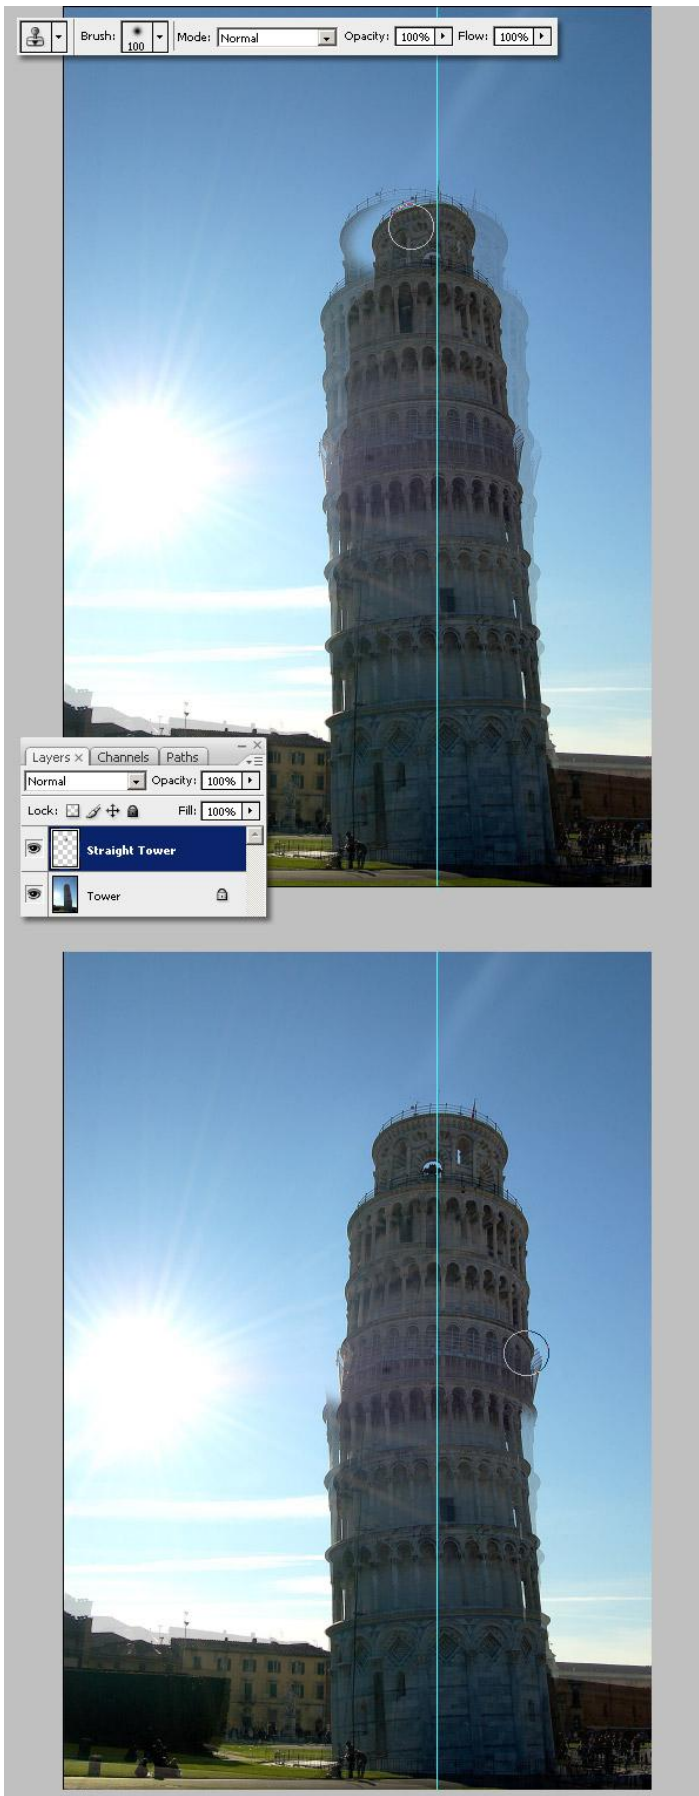 Brush: 100 Mode: Normal Opacity: 100% Flow: 100%
Layers × Channels Paths
Normal Opacity: 100%
Lock: Fill: 100%
Straight Tower
Tower